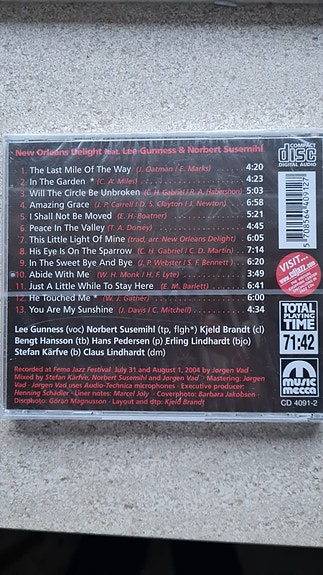 New Orleans Delight feat. Lee Gunness & Norbert Susemihl
COMPACT
disc
DIGITAL AUDIO
1. The Last Mile Of The Way (J. Oatman / E. Marks) 4:20
2. In The Garden * (C. A. Miles) 4:23
3. Will The Circle Be Unbroken (C. H. Gabriel / R. A. Habershon) 5:03
4. Amazing Grace (J. P. Carrell / D. S. Clayton / J. Newton) 6:58
5. I Shall Not Be Moved (E. H. Boatner) 5:21
6. Peace In The Valley (T. A. Dorsey) 4:45
7. This Little Light Of Mine (trad. arr. New Orleans Delight) 6:05
8. His Eye Is On The Sparrow (C. H. Gabriel / C. D. Martin) 7:14
9. In The Sweet Bye And Bye (J. P. Webster / S. F. Bennett) 6:20
10. Abide With Me (W. H. Monk / H. F. Lyte) 3:49
11. Just A Little While To Stay Here (E. M. Barlett) 6:41
12. He Touched Me * (W. J. Gather) 6:00
13. You Are My Sunshine (J. Davis / C. Mitchell) 4:34
5 708564 409127
VISIT...
Lee Gunness (voc) Norbert Susemihl (tp, flgh*) Kjeld Brandt (cl)
Bengt Hansson (tb) Hans Pedersen (p) Erling Lindhardt (bjo)
Stefan Kärfve (b) Claus Lindhardt (dm)
TOTAL
PLAYING
TIME
71:42
Recorded at Femø Jazz Festival July 31 and August 1, 2004 by Jørgen Vad
Mixed by Stefan Kärfve, Norbert Susemihl and Jørgen Vad · Mastering: Jørgen
Vad · Jørgen Vad uses Audio-Technica microphones · Executive Producer:
Henning Schädler · Liner notes: Marcel Joly · Coverphoto: Barbara Jakobsen
Discphoto: Göran Magnusson · Layout and dtp: Kjeld Brandt
music
mecca
CD 4091-2